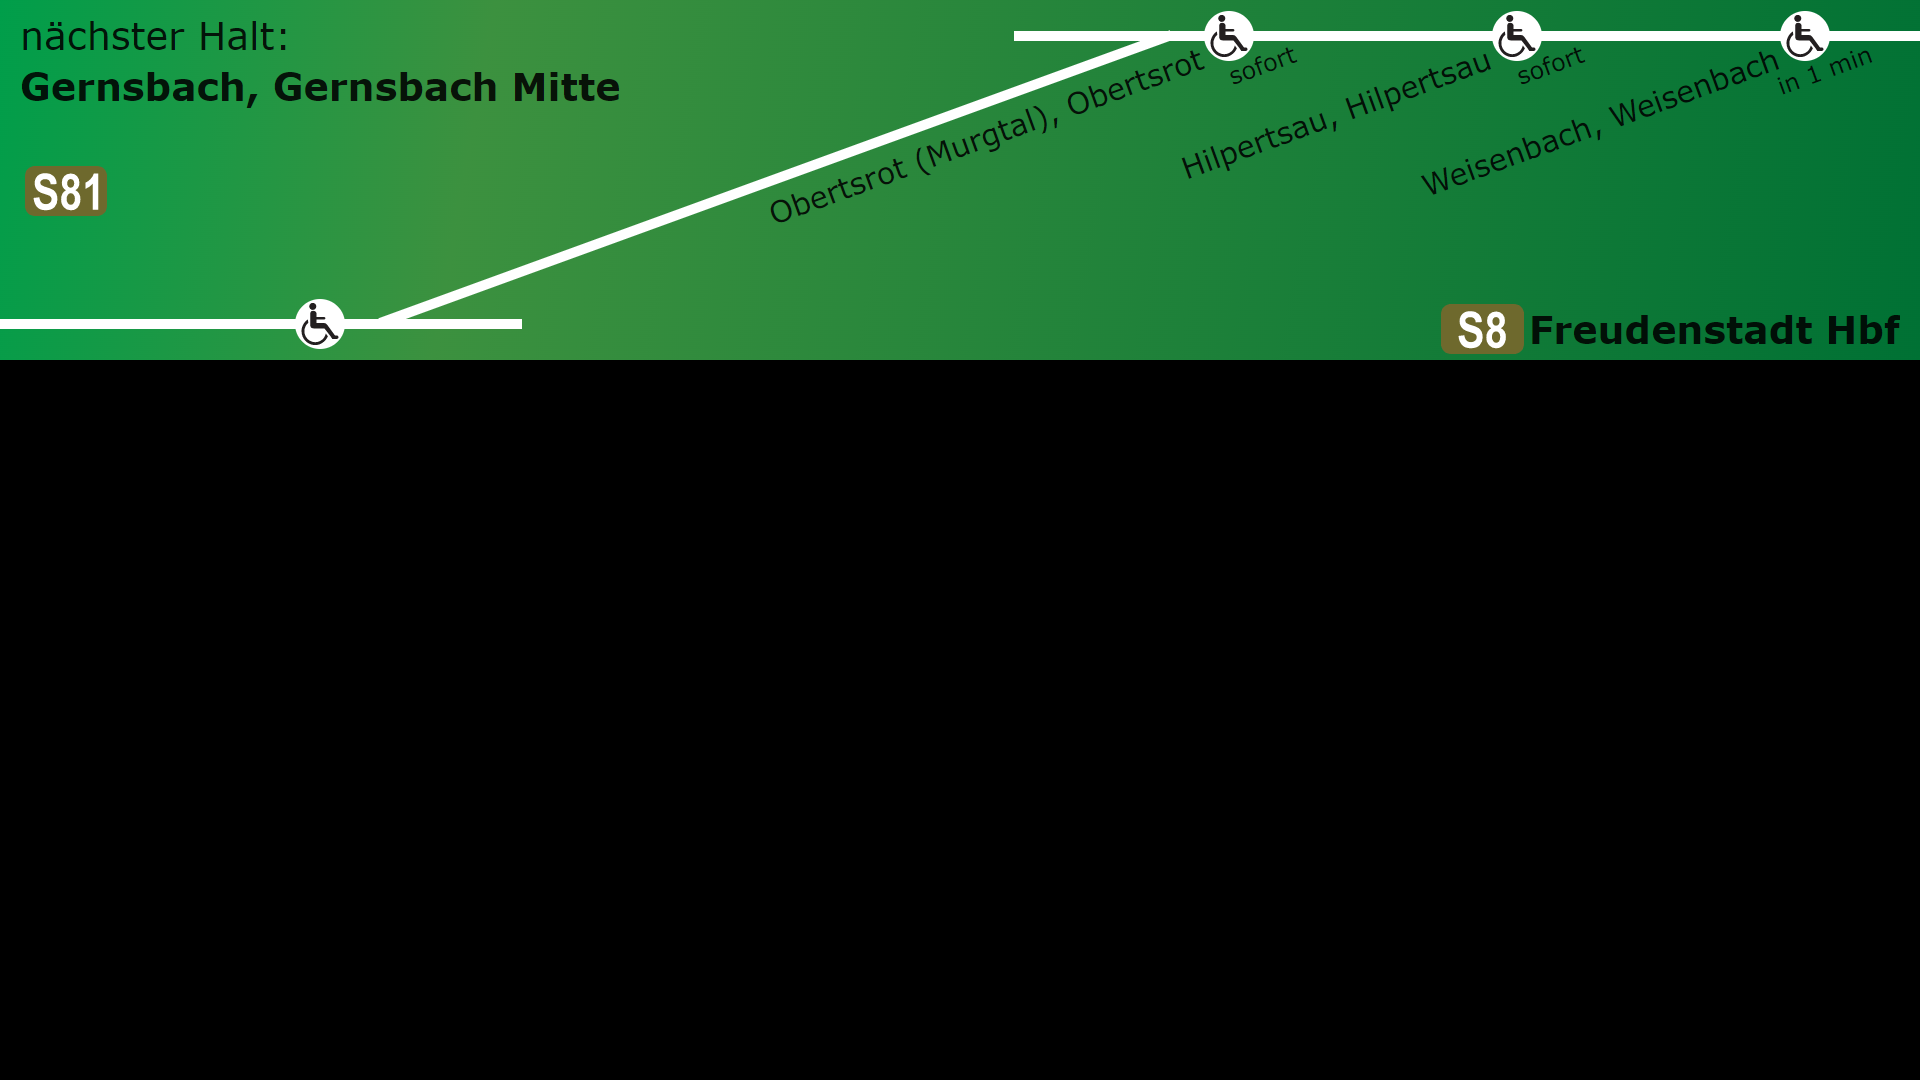 nächster Halt:
Gernsbach, Gernsbach Mitte
S81
Obertsrot (Murgtal), Obertsrot
sofort
Hilpertsau, Hilpertsau
sofort
Weisenbach, Weisenbach
in 1 min
S8 Freudenstadt Hbf